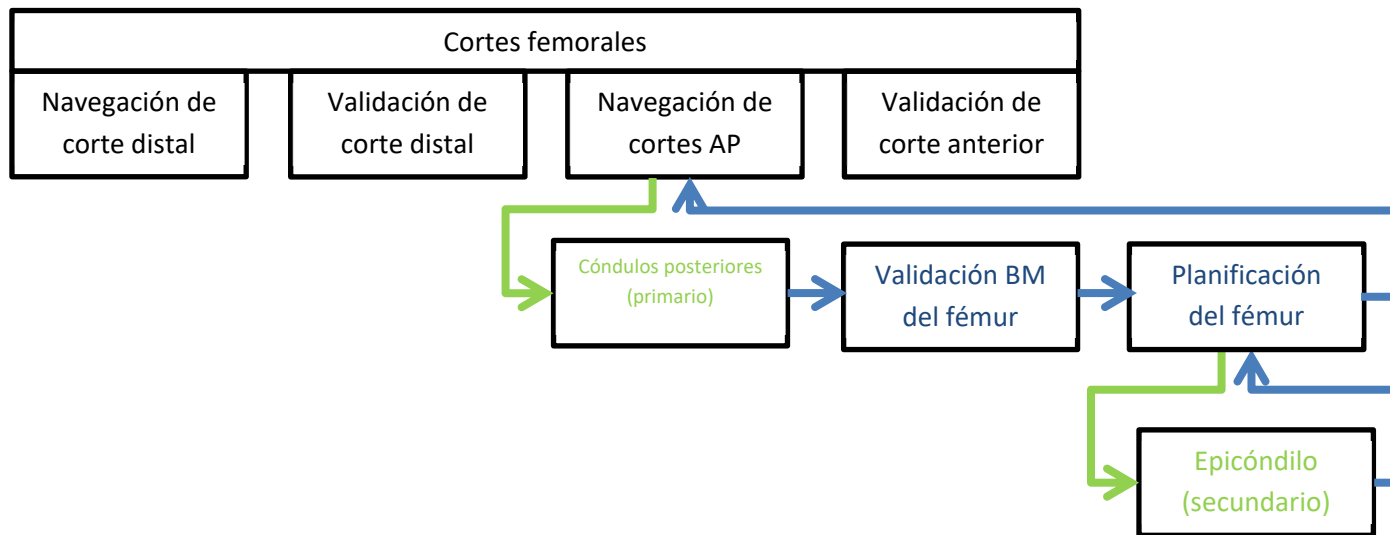 Cortes femorales
Navegación de
corte distal
Validación de
corte distal
Navegación de
cortes AP
Validación de
corte anterior
Cóndulos posteriores
(primario)
Validación BM
del fémur
Planificación
del fémur
Epicóndilo
(secundario)